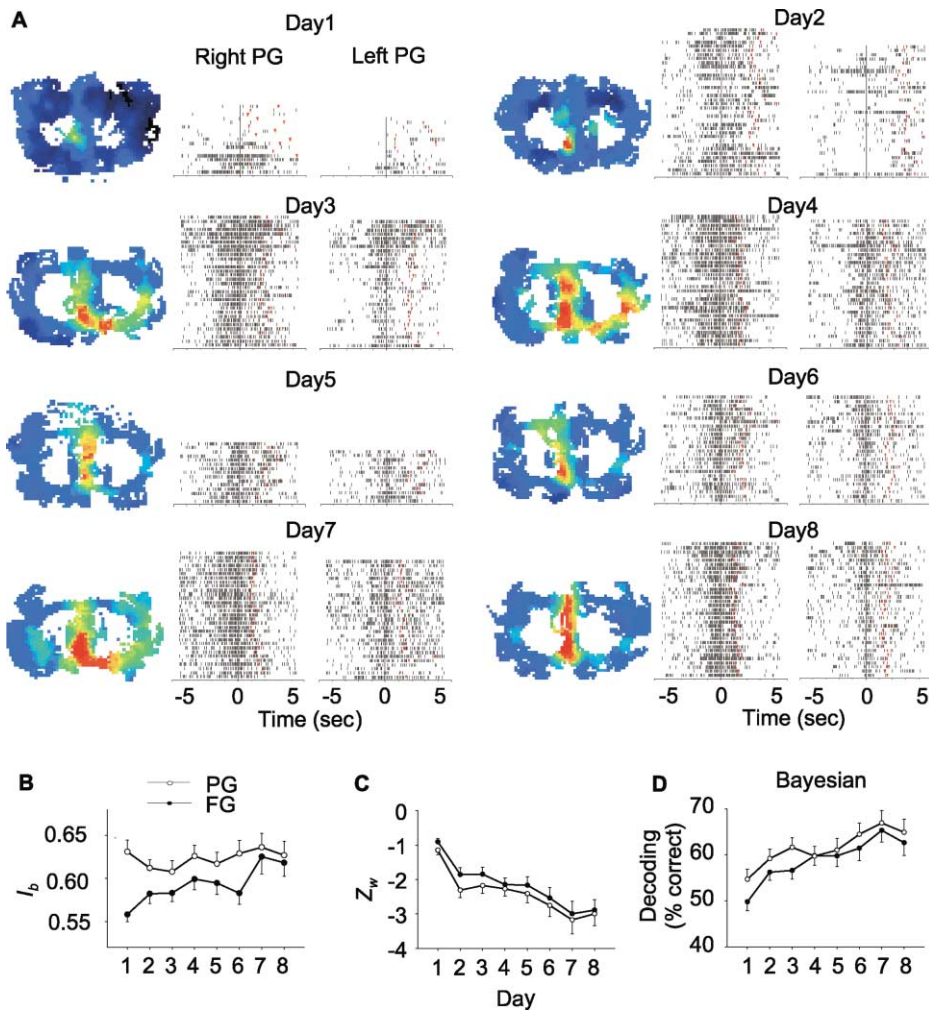 A
Day1
Right PG Left PG
Day2
Day3
Day4
Day5
Day6
Day7
Day8
-5 0 5 -5 0 5 -5 0 5 -5 0 5
Time (sec) Time (sec)
B
PG
FG
I_b
0.65
0.60
0.55
1 2 3 4 5 6 7 8
C
Z_w
0
-1
-2
-3
-4
1 2 3 4 5 6 7 8
Day
D Bayesian
Decoding
(% correct)
70
60
50
40
1 2 3 4 5 6 7 8